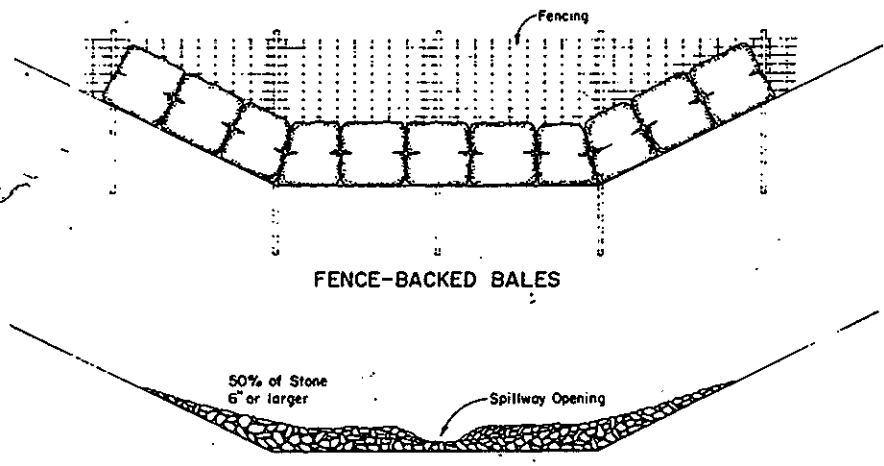 Fencing
FENCE-BACKED BALES
50% of Stone
6" or larger
Spillway Opening